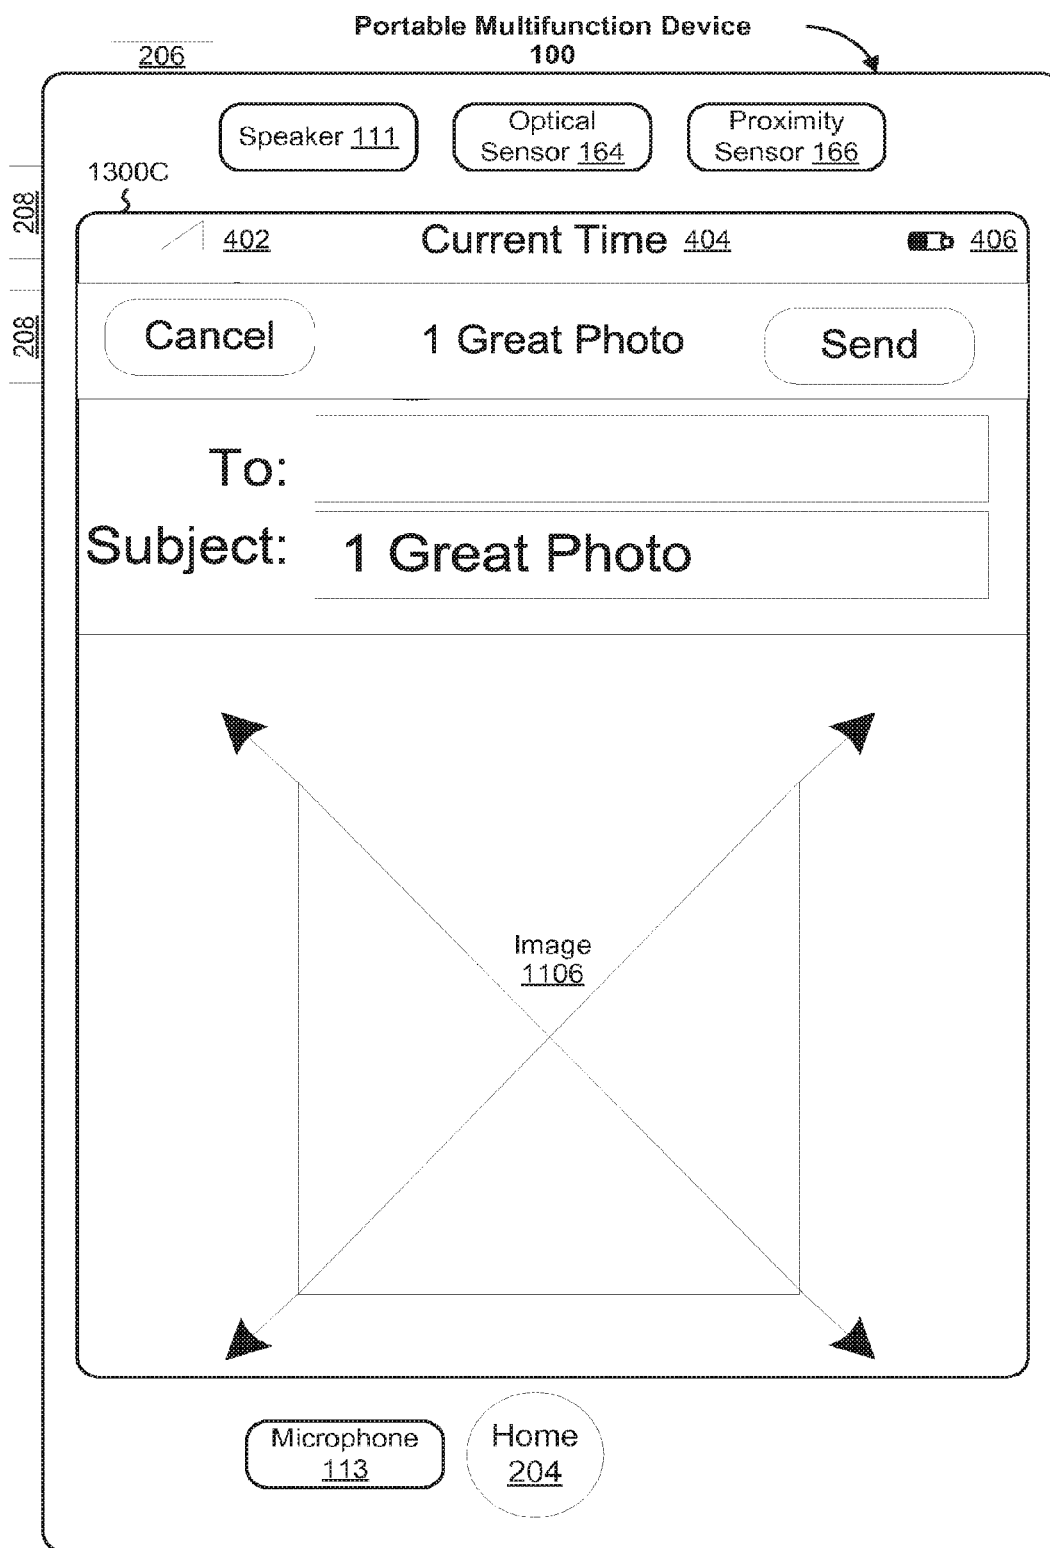 Portable Multifunction Device
100
206
Speaker 111
Optical
Sensor 164
Proximity
Sensor 166
1300C
208
208
402
Current Time 404
406
Cancel
1 Great Photo
Send
To:
Subject:
1 Great Photo
Image
1106
Microphone
113
Home
204